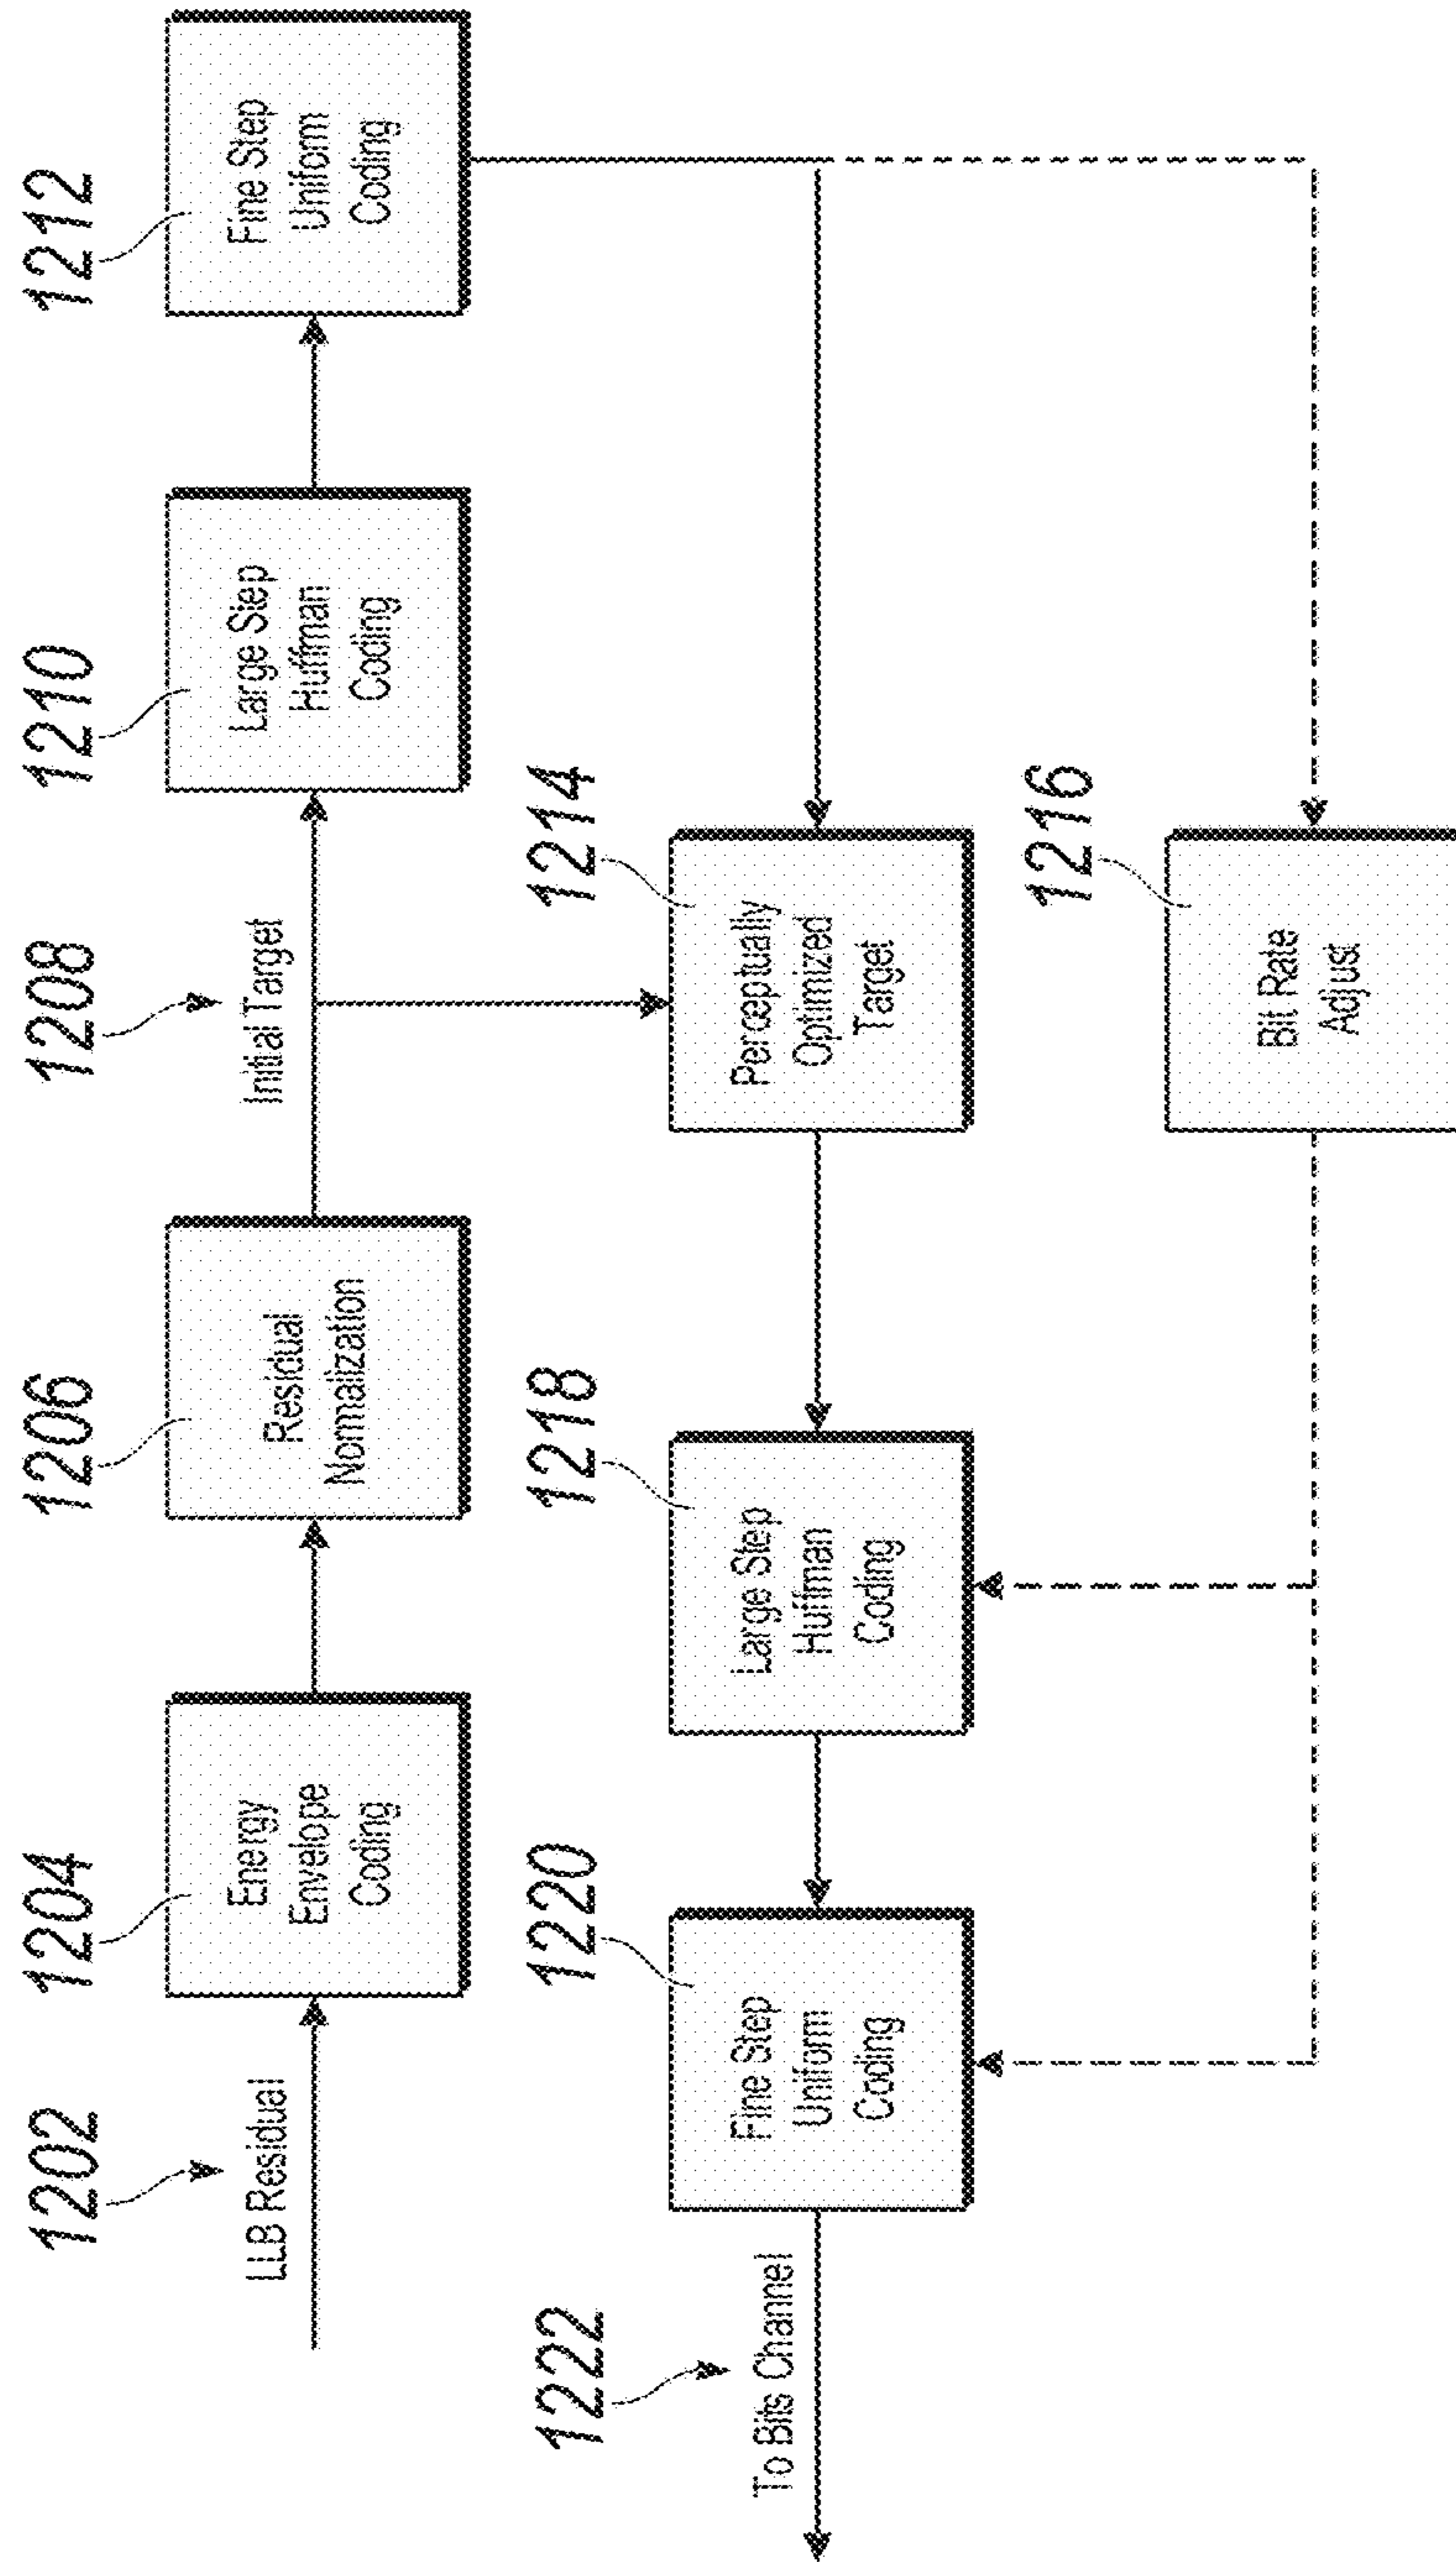 1202
LLB Residual
1204
Energy
Envelope
Coding
1206
Residual
Normalization
1208
Initial Target
1210
Large Step
Huffman
Coding
1212
Fine Step
Uniform
Coding
1222
To Bits Channel
1220
Fine Step
Uniform
Coding
1218
Large Step
Huffman
Coding
1214
Perceptually
Optimized
Target
1216
Bit Rate
Adjust